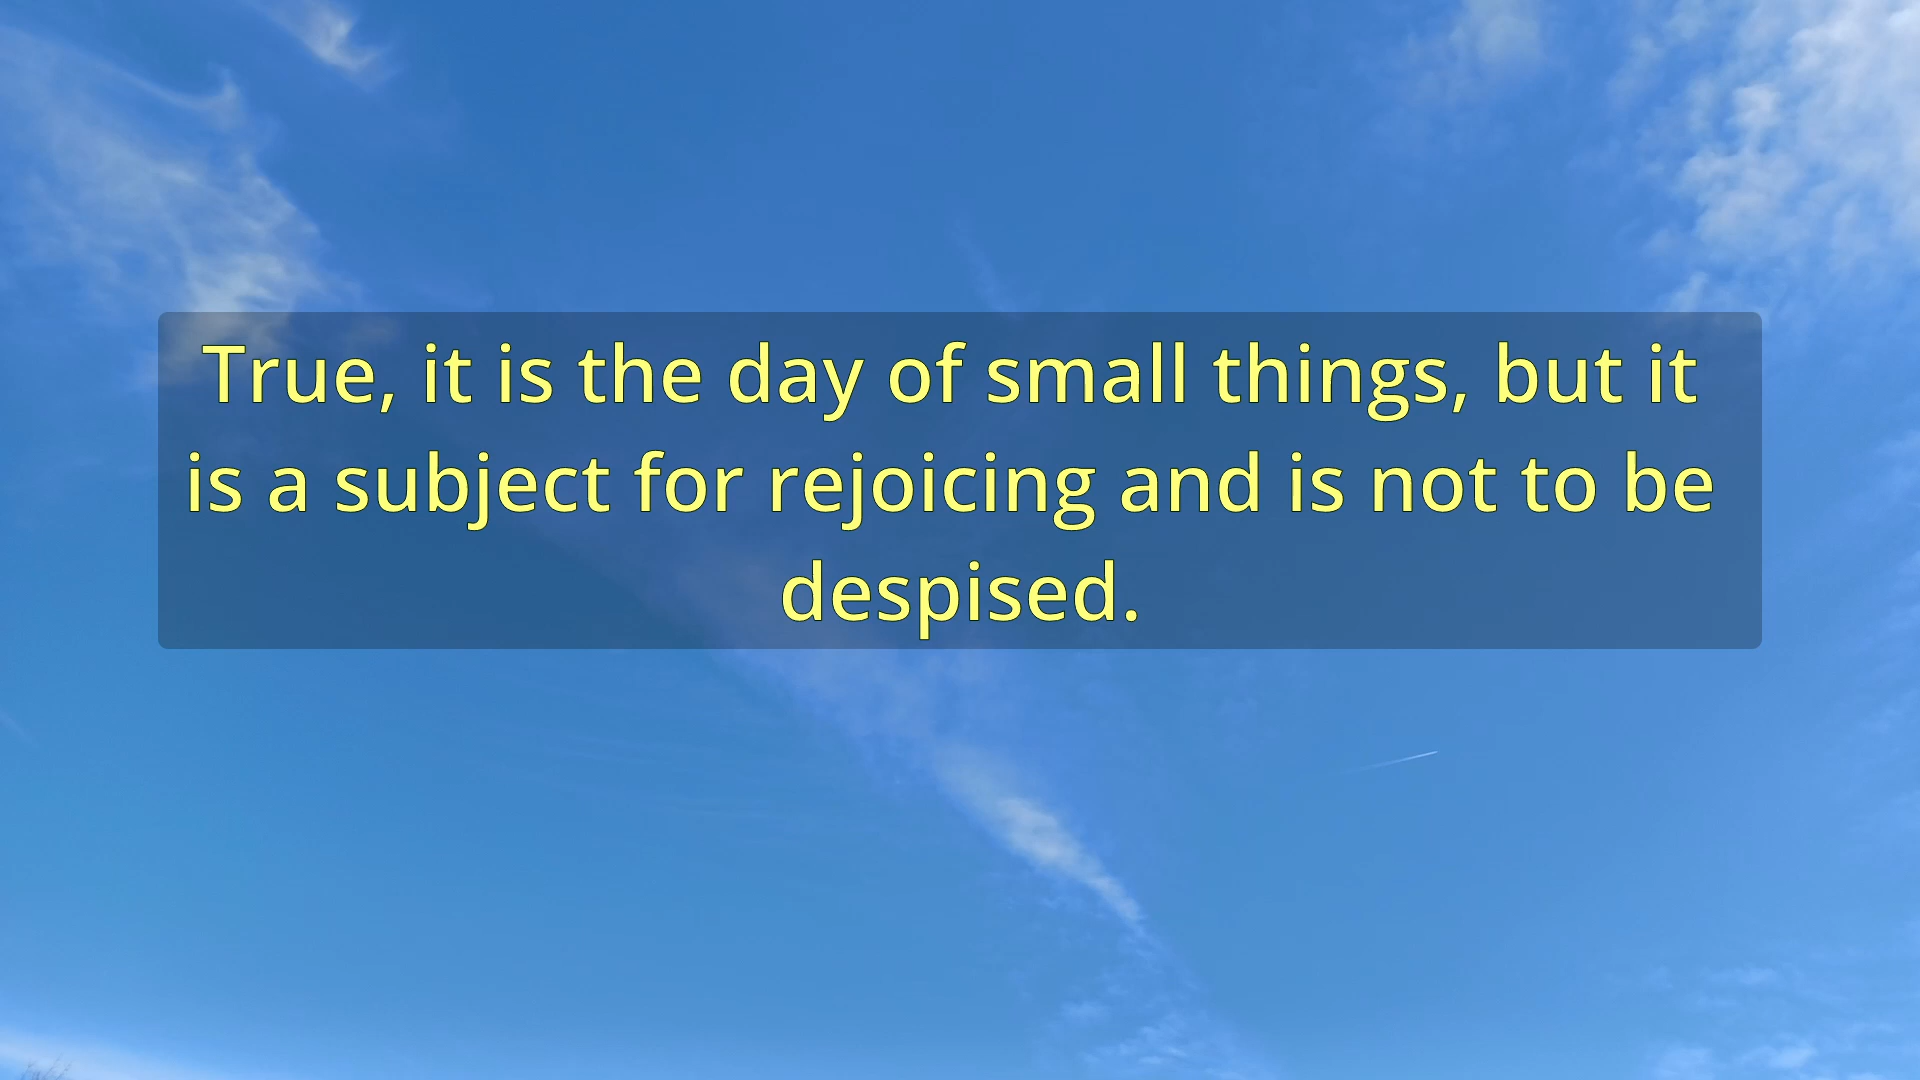 True, it is the day of small things, but it
is a subject for rejoicing and is not to be
despised.